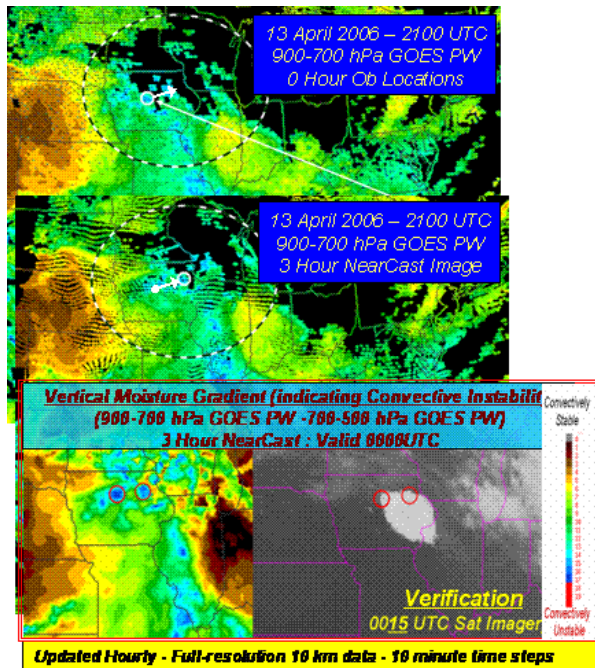 13 April 2006 – 2100 UTC
900-700 hPa GOES PW
0 Hour Ob Locations
13 April 2006 – 2100 UTC
900-700 hPa GOES PW
3 Hour NearCast Image
Vertical Moisture Gradient (indicating Convective Instabilit
(900-700 hPa GOES PW -700-500 hPa GOES PW)
3 Hour NearCast : Valid 0000UTC
Convectively
Stable
Convectively
Unstable
Verification
0015 UTC Sat Imager
Updated Hourly - Full-resolution 10 km data - 10 minute time steps